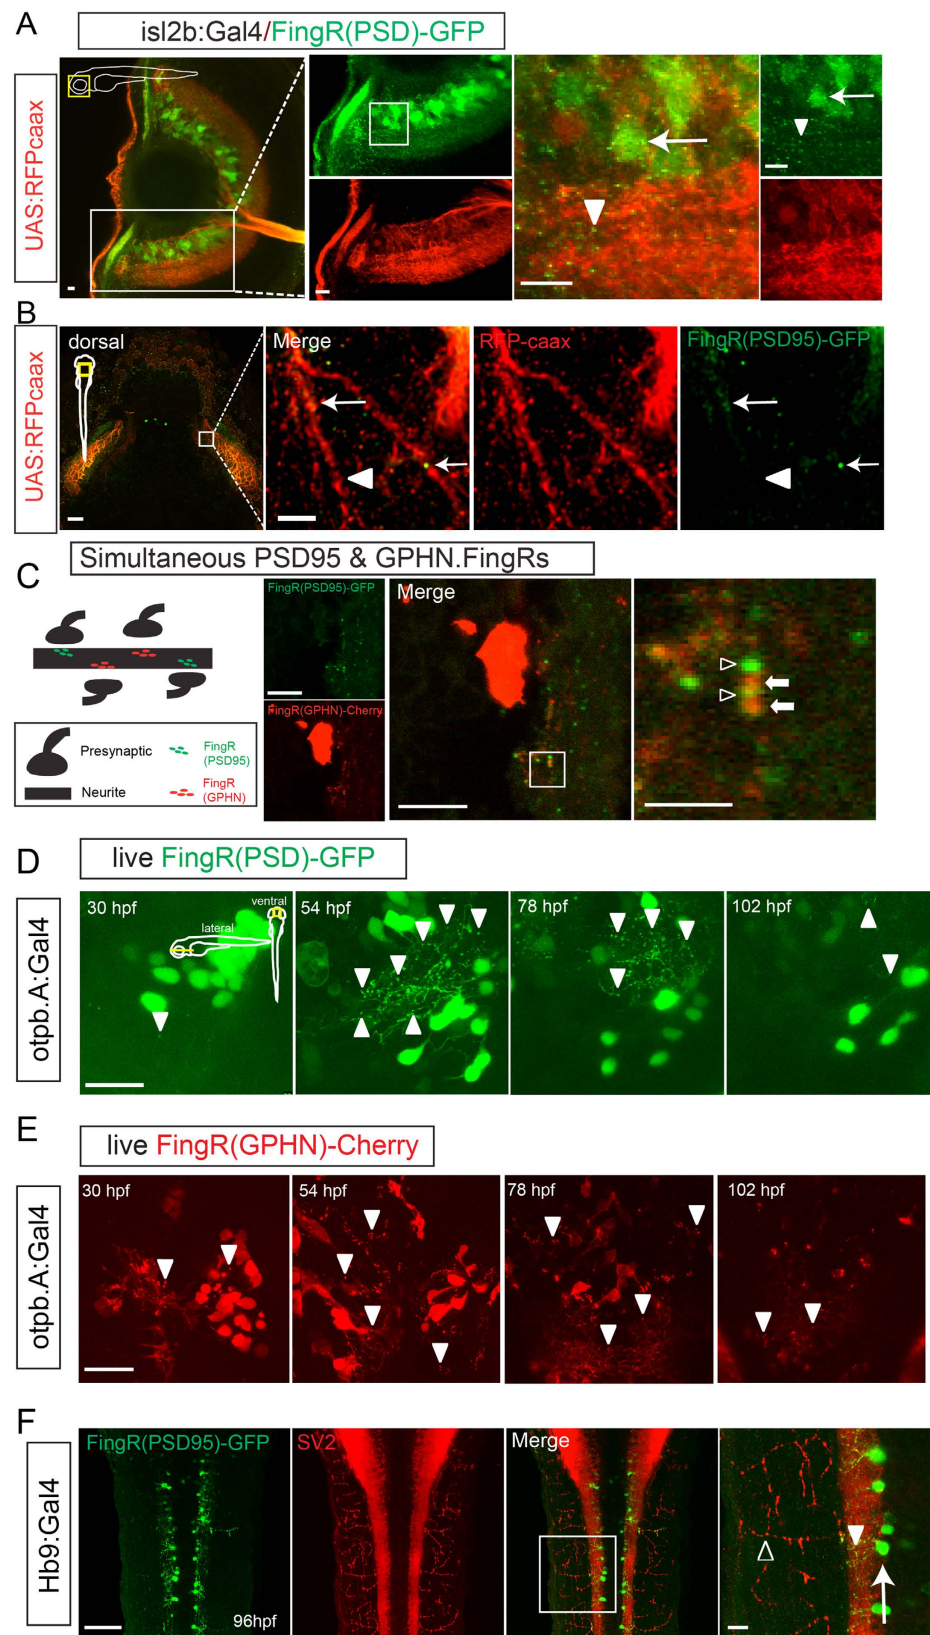 A
isl2b:Gal4/FingR(PSD)-GFP
UAS:RFPcaax
B
UAS:RFPcaax
dorsal
Merge
RFP-caax
FingR(PSD95)-GFP
Simultaneous PSD95 & GPHN.FingRs
C
FingR(PSD95)-GFP
Merge
FingR(GPHN)-Cherry
Presynaptic
FingR
(PSD95)
Neurite
FingR
(GPHN)
D
live FingR(PSD)-GFP
otpb.A:Gal4
30 hpf
ventral
lateral
54 hpf
78 hpf
102 hpf
E
live FingR(GPHN)-Cherry
otpb.A:Gal4
30 hpf
54 hpf
78 hpf
102 hpf
F
Hb9:Gal4
FingR(PSD95)-GFP
SV2
Merge
96hpf